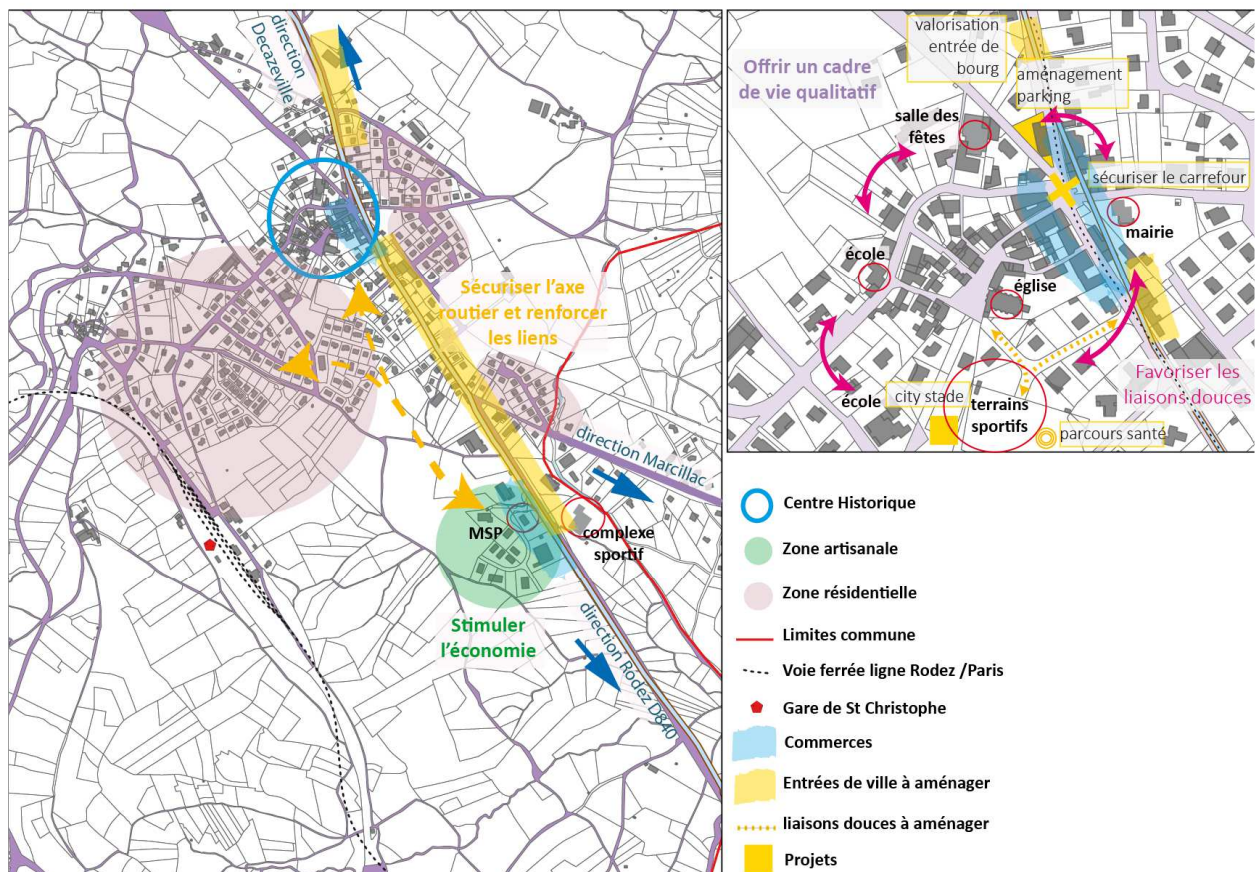 direction
Decazeville
Sécuriser l'axe
routier et renforcer
les liens
direction Marcillac
MSP
complexe
sportif
Stimuler
l'économie
direction Rodez D840
valorisation
entrée de
bourg
Offrir un cadre
de vie qualitatif
aménagement
parking
salle des
fêtes
sécuriser le carrefour
mairie
école
église
Favoriser les
liaisons douces
école
city stade
terrains
sportifs
parcours santé
Centre Historique
Zone artisanale
Zone résidentielle
Limites commune
Voie ferrée ligne Rodez /Paris
Gare de St Christophe
Commerces
Entrées de ville à aménager
liaisons douces à aménager
Projets